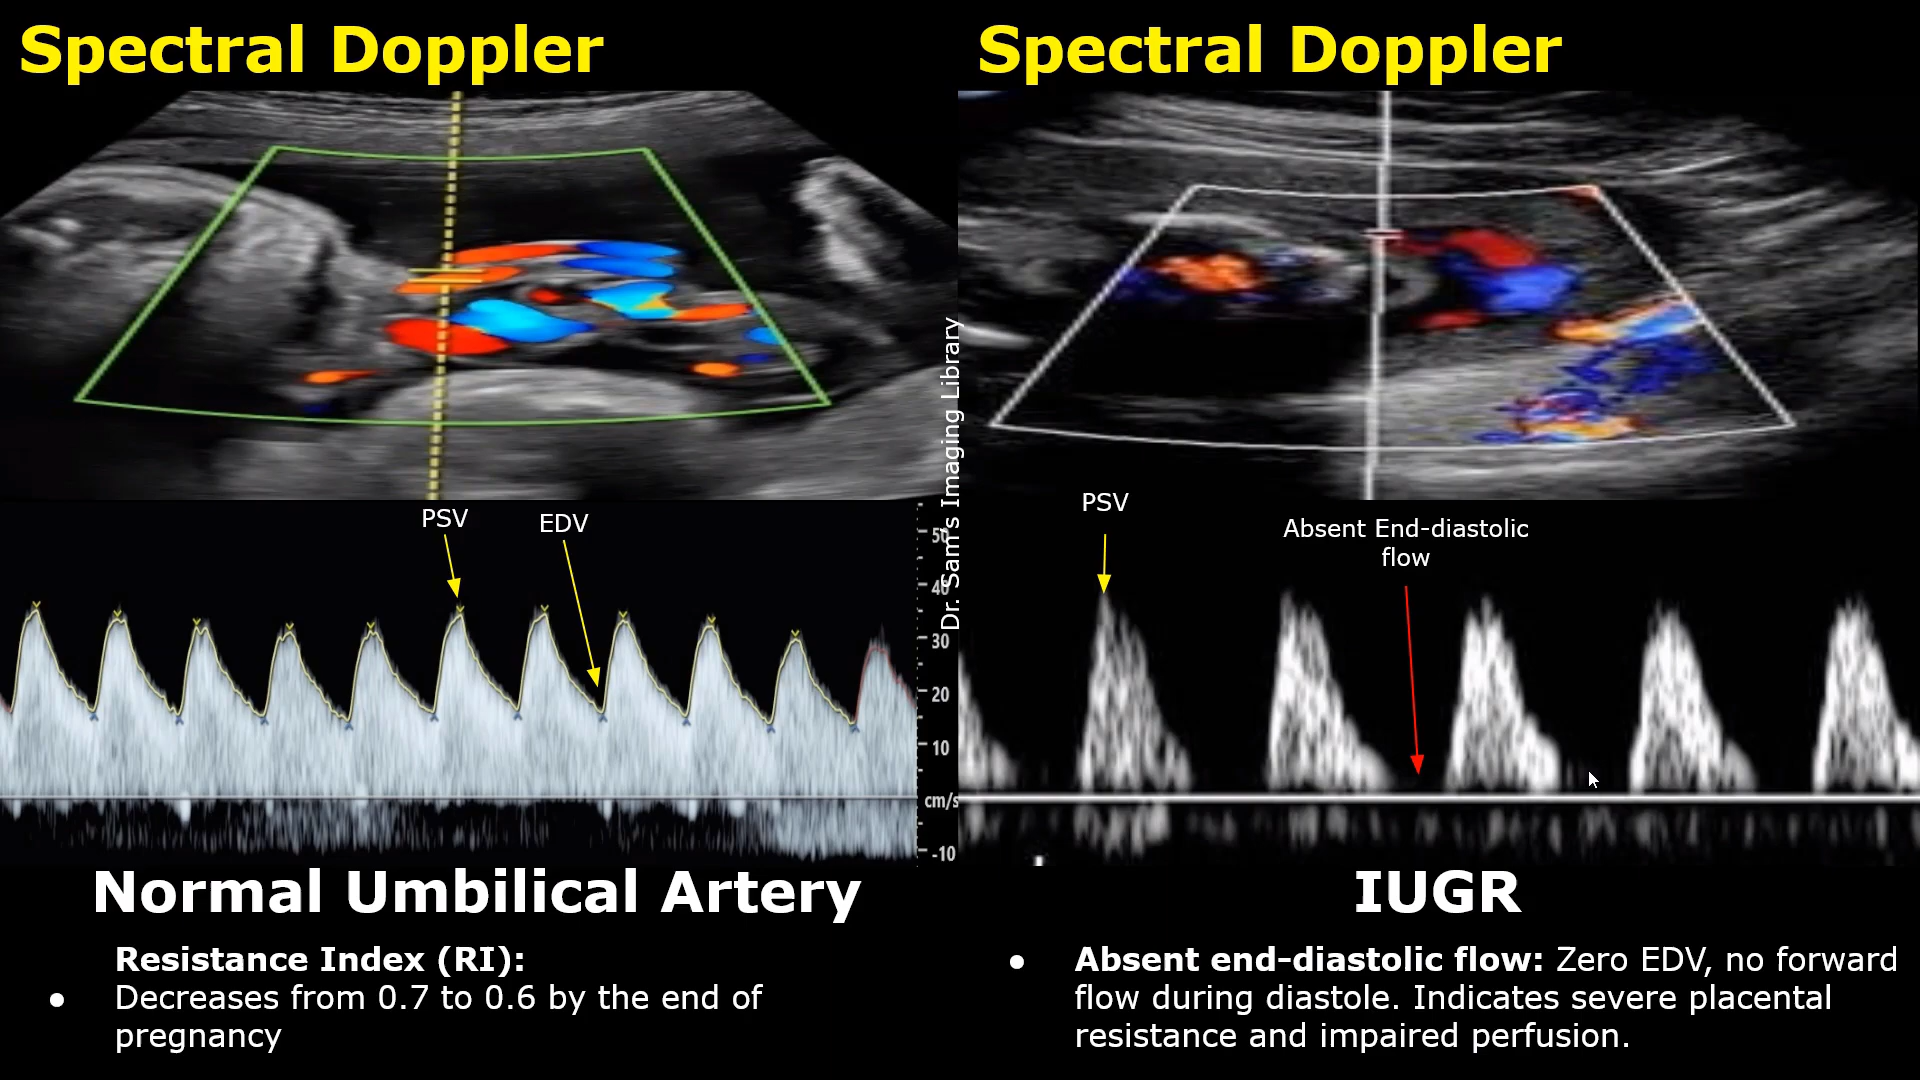 Spectral Doppler
PSV
EDV
50
40
30
20
10
cm/s
-10
Normal Umbilical Artery
Resistance Index (RI):
● Decreases from 0.7 to 0.6 by the end of
pregnancy
Dr. Sam's Imaging Library
Spectral Doppler
PSV
Absent End-diastolic
flow
IUGR
● Absent end-diastolic flow: Zero EDV, no forward
flow during diastole. Indicates severe placental
resistance and impaired perfusion.